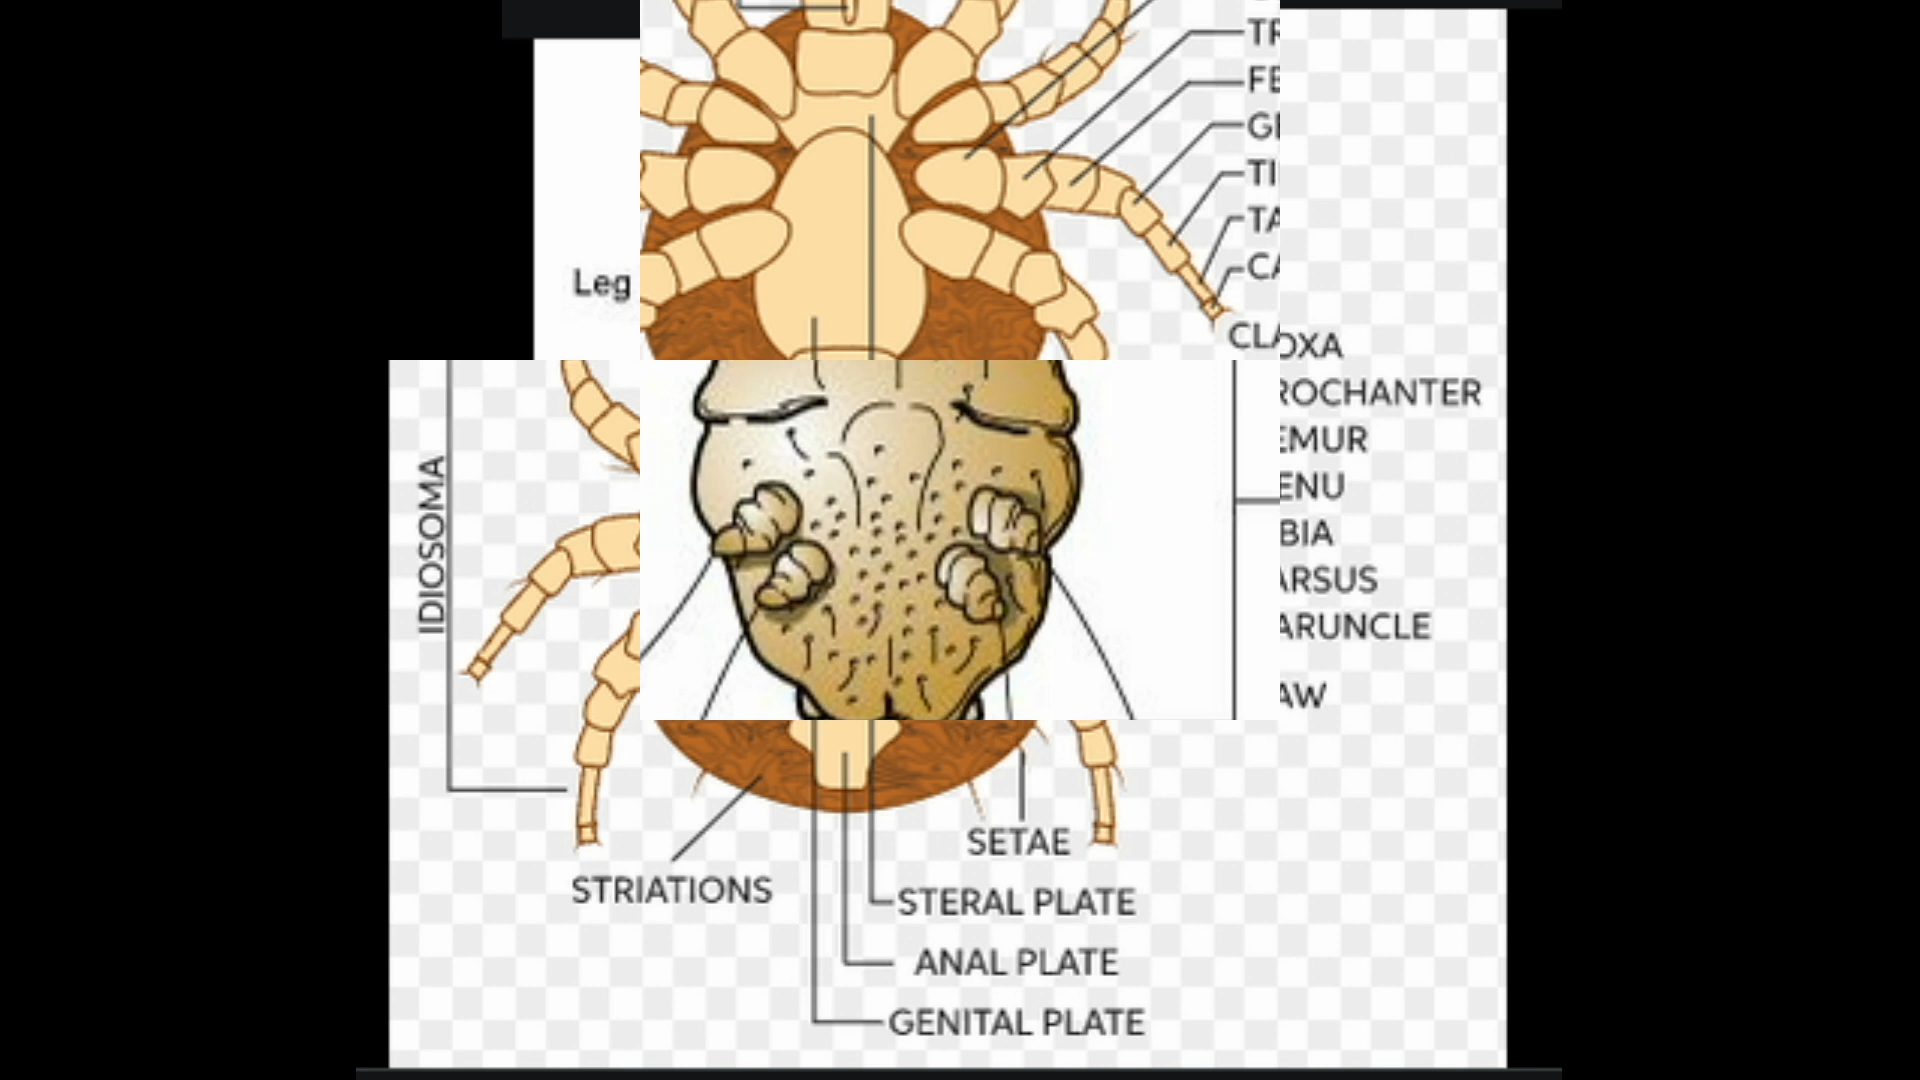 TR
FE
GE
TI
TA
CA
Leg
CLA
OXA
ROCHANTER
EMUR
ENU
BIA
ARSUS
ARUNCLE
AW
IDIOSOMA
SETAE
STRIATIONS
STERAL PLATE
ANAL PLATE
GENITAL PLATE